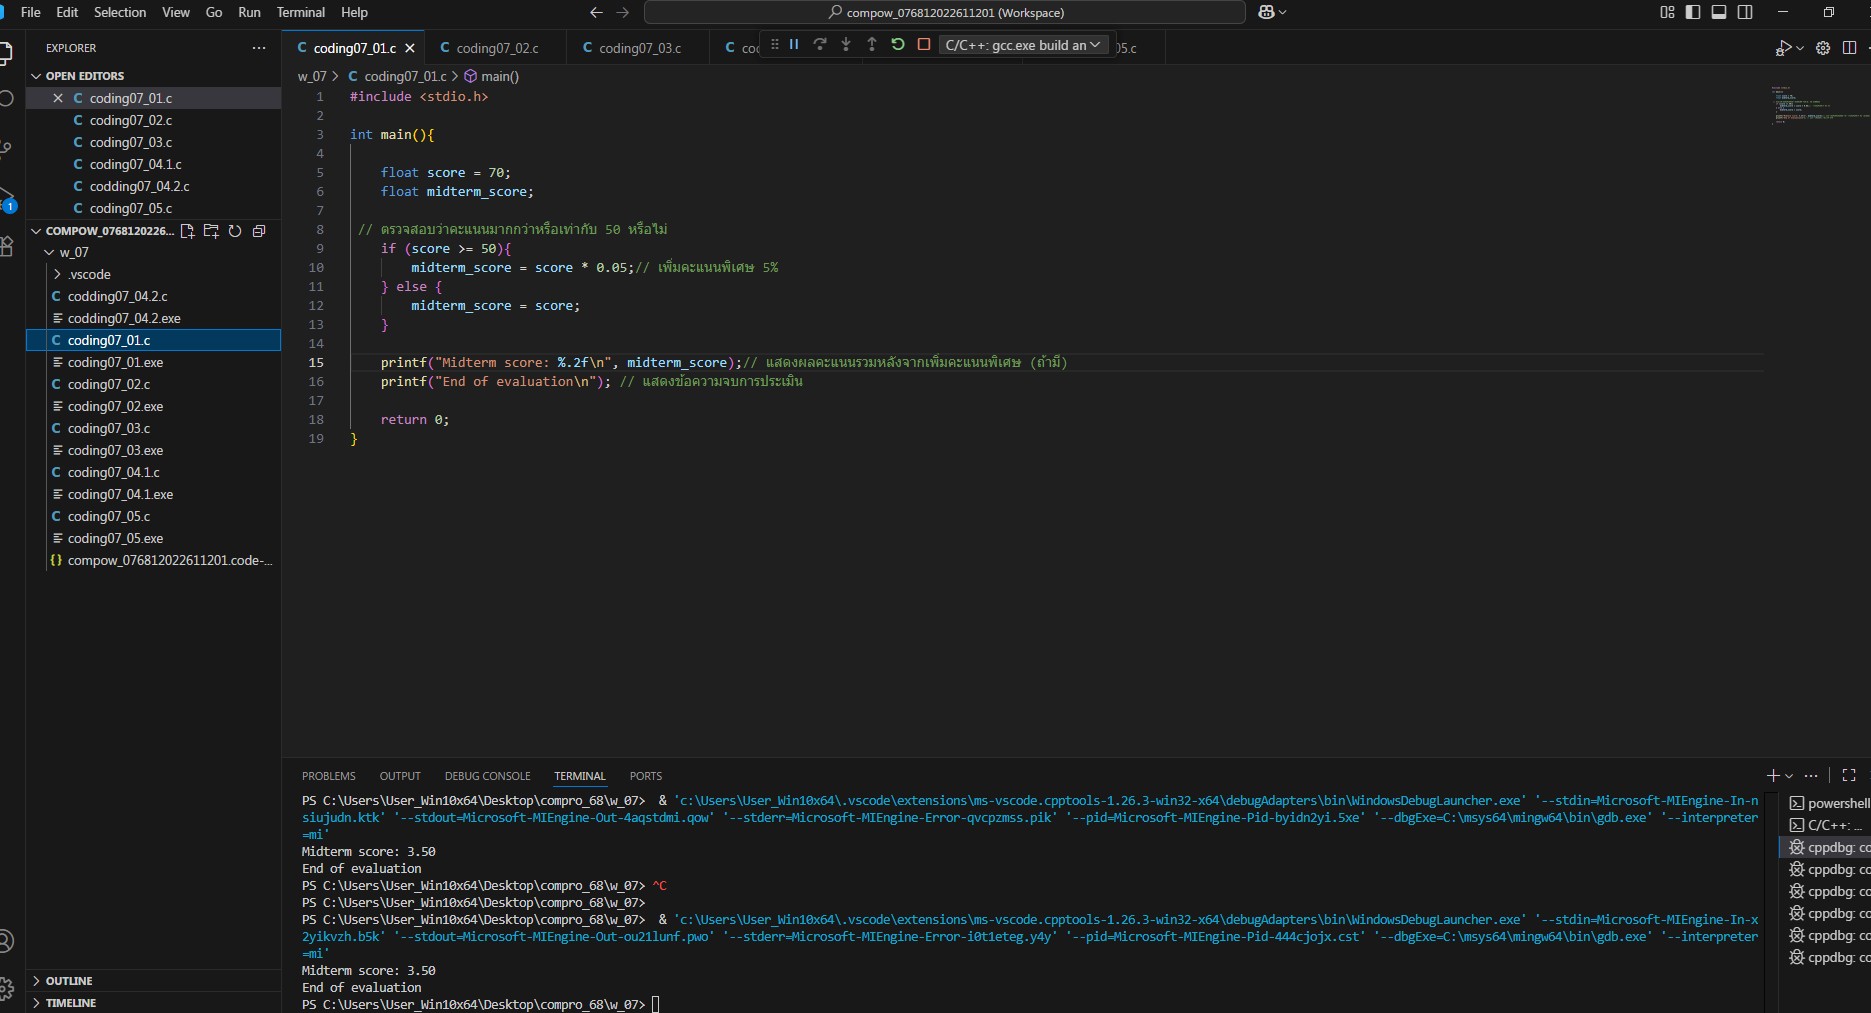 File Edit Selection View Go Run Terminal Help
compow_076812022611201 (Workspace)
EXPLORER
OPEN EDITORS
coding07_01.c
coding07_02.c
coding07_03.c
coding07_04.1.c
codding07_04.2.c
coding07_05.c
1
COMPOW_0768120226...
w_07
.vscode
codding07_04.2.c
codding07_04.2.exe
coding07_01.c
coding07_01.exe
coding07_02.c
coding07_02.exe
coding07_03.c
coding07_03.exe
coding07_04.1.c
coding07_04.1.exe
coding07_05.c
coding07_05.exe
compow_076812022611201.code-...
OUTLINE
TIMELINE
coding07_01.c coding07_02.c coding07_03.c co C/C++: gcc.exe build an 05.c
w_07 > coding07_01.c > main()
1 #include <stdio.h>
2
3 int main(){
4
5 float score = 70;
6 float midterm_score;
7
8 // ตรวจสอบว่าคะแนนมากกว่าหรือเท่ากับ 50 หรือไม่
9 if (score >= 50){
10 midterm_score = score * 0.05;// เพิ่มคะแนนพิเศษ 5%
11 } else {
12 midterm_score = score;
13 }
14
15 printf("Midterm score: %.2f\n", midterm_score);// แสดงผลคะแนนรวมหลังจากเพิ่มคะแนนพิเศษ (ถ้ามี)
16 printf("End of evaluation\n"); // แสดงข้อความจบการประเมิน
17
18 return 0;
19 }
PROBLEMS OUTPUT DEBUG CONSOLE TERMINAL PORTS
PS C:\Users\User_Win10x64\Desktop\compro_68\w_07> & 'c:\Users\User_Win10x64\.vscode\extensions\ms-vscode.cpptools-1.26.3-win32-x64\debugAdapters\bin\WindowsDebugLauncher.exe' '--stdin=Microsoft-MIEngine-In-n
siujudn.ktk' '--stdout=Microsoft-MIEngine-Out-4aqstdmi.qow' '--stderr=Microsoft-MIEngine-Error-qvcpzmss.pik' '--pid=Microsoft-MIEngine-Pid-byidn2yi.5xe' '--dbgExe=C:\msys64\mingw64\bin\gdb.exe' '--interpreter
=mi'
Midterm score: 3.50
End of evaluation
PS C:\Users\User_Win10x64\Desktop\compro_68\w_07> ^C
PS C:\Users\User_Win10x64\Desktop\compro_68\w_07>
PS C:\Users\User_Win10x64\Desktop\compro_68\w_07> & 'c:\Users\User_Win10x64\.vscode\extensions\ms-vscode.cpptools-1.26.3-win32-x64\debugAdapters\bin\WindowsDebugLauncher.exe' '--stdin=Microsoft-MIEngine-In-x
2yikvzh.b5k' '--stdout=Microsoft-MIEngine-Out-ou21lunf.pwo' '--stderr=Microsoft-MIEngine-Error-i0t1eteg.y4y' '--pid=Microsoft-MIEngine-Pid-444cjojx.cst' '--dbgExe=C:\msys64\mingw64\bin\gdb.exe' '--interpreter
=mi'
Midterm score: 3.50
End of evaluation
PS C:\Users\User_Win10x64\Desktop\compro_68\w_07>
powershell
C/C++: ...
cppdbg: co
cppdbg: co
cppdbg: co
cppdbg: co
cppdbg: co
cppdbg: co